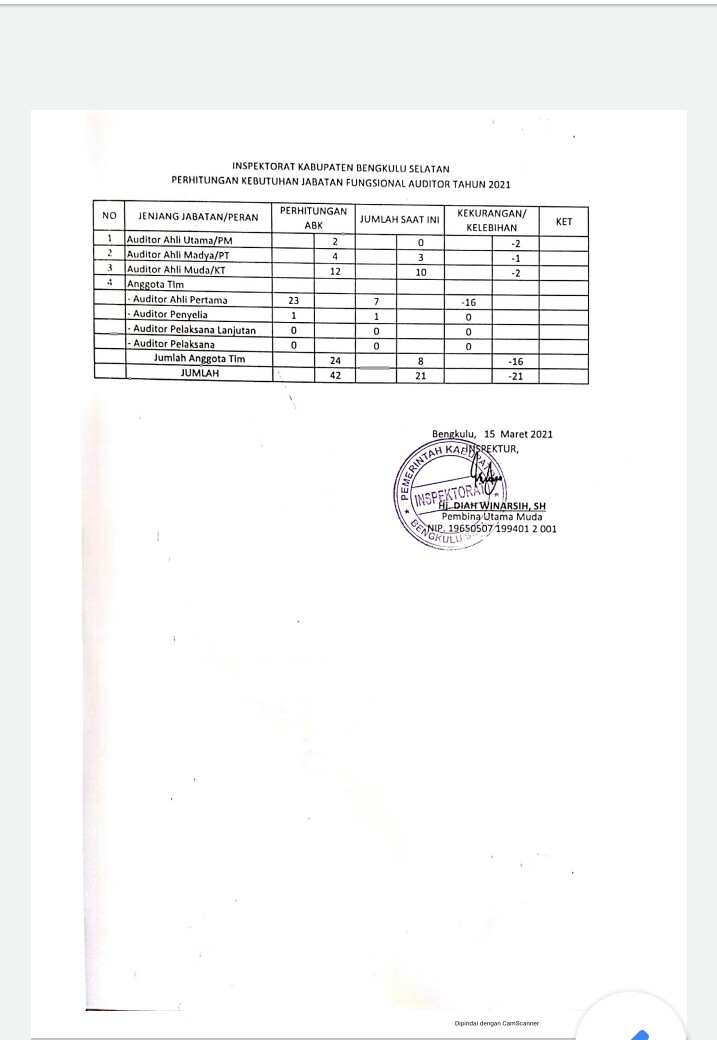 INSPEKTORAT KABUPATEN BENGKULU SELATAN
PERHITUNGAN KEBUTUHAN JABATAN FUNGSIONAL AUDITOR TAHUN 2021
NO JENJANG JABATAN/PERAN PERHITUNGAN ABK JUMLAH SAAT INI KEKURANGAN/ KELEBIHAN KET
1 Auditor Ahli Utama/PM 2 0 -2
2 Auditor Ahli Madya/PT 4 3 -1
3 Auditor Ahli Muda/KT 12 10 -2
4 Anggota Tim
- Auditor Ahli Pertama 23 7 -16
- Auditor Penyelia 1 1 0
- Auditor Pelaksana Lanjutan 0 0 0
- Auditor Pelaksana 0 0 0
Jumlah Anggota Tim 24 8 -16
JUMLAH 42 21 -21
Bengkulu, 15 Maret 2021
INSPEKTUR,
PEMERINTAH KABUPATEN
INSPEKTORAT
BENGKULU S
Hj. DIAH WINARSIH, SH
Pembina Utama Muda
NIP. 19650507 199401 2 001
Dipindai dengan CamScanner